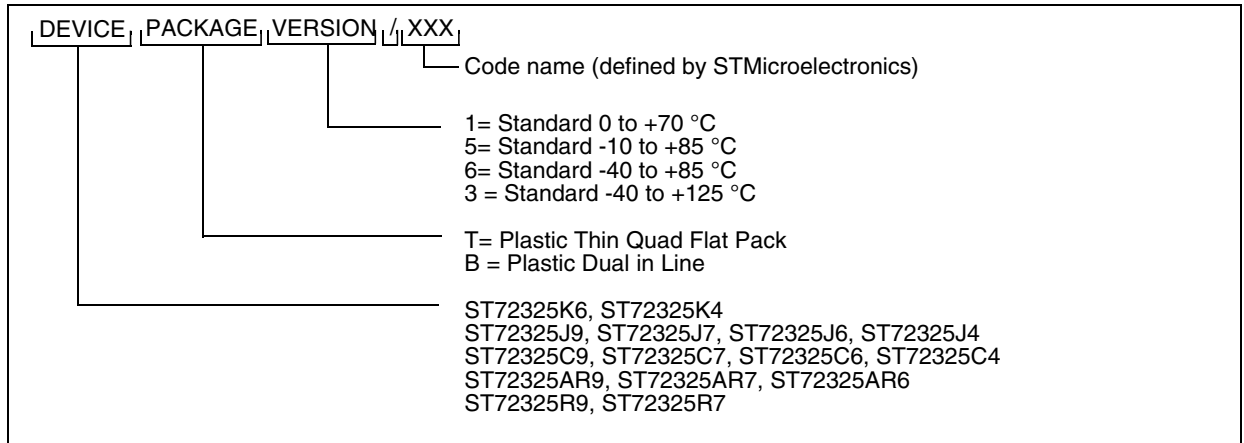 DEVICE PACKAGE VERSION / XXX
Code name (defined by STMicroelectronics)
1= Standard 0 to +70 °C
5= Standard -10 to +85 °C
6= Standard -40 to +85 °C
3 = Standard -40 to +125 °C
T= Plastic Thin Quad Flat Pack
B = Plastic Dual in Line
ST72325K6, ST72325K4
ST72325J9, ST72325J7, ST72325J6, ST72325J4
ST72325C9, ST72325C7, ST72325C6, ST72325C4
ST72325AR9, ST72325AR7, ST72325AR6
ST72325R9, ST72325R7